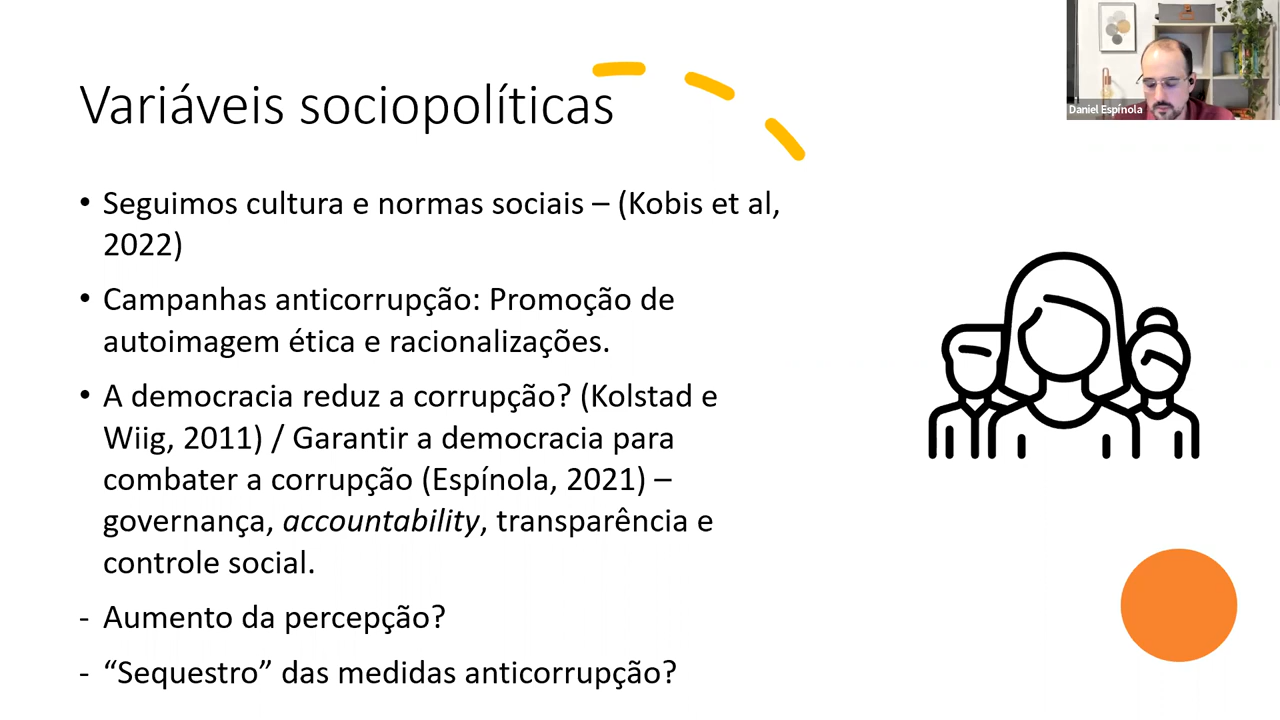 Variáveis sociopolíticas
Daniel Espínola
• Seguimos cultura e normas sociais – (Kobis et al,
2022)
• Campanhas anticorrupção: Promoção de
autoimagem ética e racionalizações.
• A democracia reduz a corrupção? (Kolstad e
Wiig, 2011) / Garantir a democracia para
combater a corrupção (Espínola, 2021) –
governança, accountability, transparência e
controle social.
- Aumento da percepção?
- “Sequestro” das medidas anticorrupção?